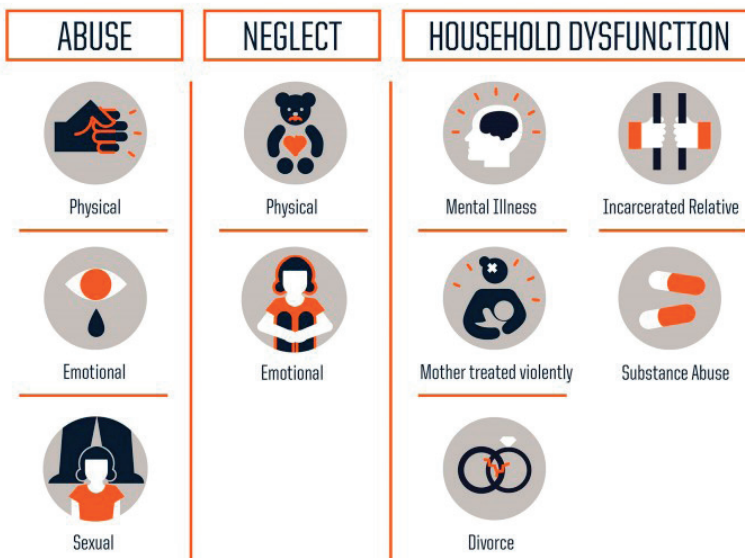 ABUSE
NEGLECT
HOUSEHOLD DYSFUNCTION
Physical
Physical
Mental Illness
Incarcerated Relative
Emotional
Emotional
Mother treated violently
Substance Abuse
Sexual
Divorce